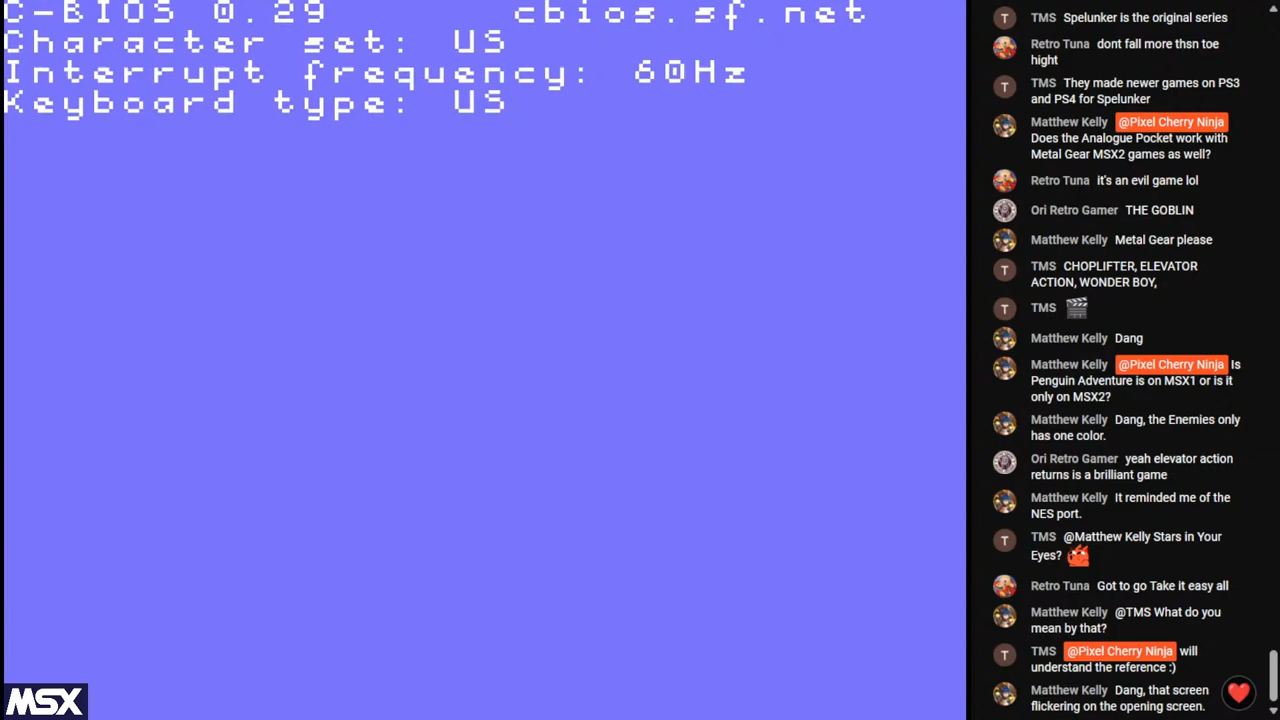 C-BIOS 0.29 cbios.sf.net
Character set: US
Interrupt frequency: 60Hz
Keyboard type: US
MSX
T TMS Spelunker is the original series
Retro Tuna dont fall more thsn toe
hight
T TMS They made newer games on PS3
and PS4 for Spelunker
Matthew Kelly @Pixel Cherry Ninja
Does the Analogue Pocket work with
Metal Gear MSX2 games as well?
Retro Tuna it's an evil game lol
Ori Retro Gamer THE GOBLIN
Matthew Kelly Metal Gear please
T TMS CHOPLIFTER, ELEVATOR
ACTION, WONDER BOY,
T TMS
Matthew Kelly Dang
Matthew Kelly @Pixel Cherry Ninja Is
Penguin Adventure is on MSX1 or is it
only on MSX2?
Matthew Kelly Dang, the Enemies only
has one color.
Ori Retro Gamer yeah elevator action
returns is a brilliant game
Matthew Kelly It reminded me of the
NES port.
T TMS @Matthew Kelly Stars in Your
Eyes?
Retro Tuna Got to go Take it easy all
Matthew Kelly @TMS What do you
mean by that?
T TMS @Pixel Cherry Ninja will
understand the reference :)
Matthew Kelly Dang, that screen
flickering on the opening screen.